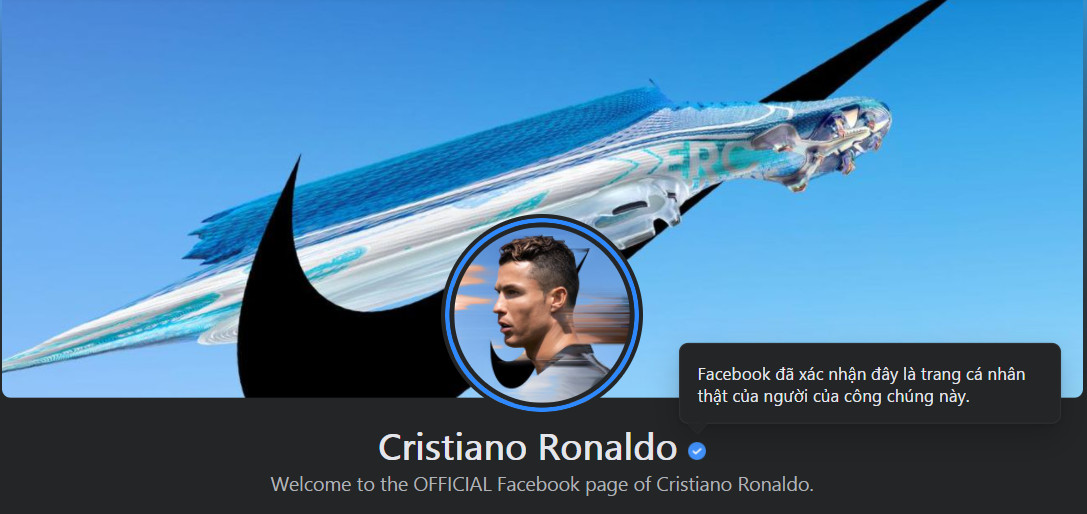 ERC
Facebook đã xác nhận đây là trang cá nhân
thật của người của công chúng này.
Cristiano Ronaldo
Welcome to the OFFICIAL Facebook page of Cristiano Ronaldo.